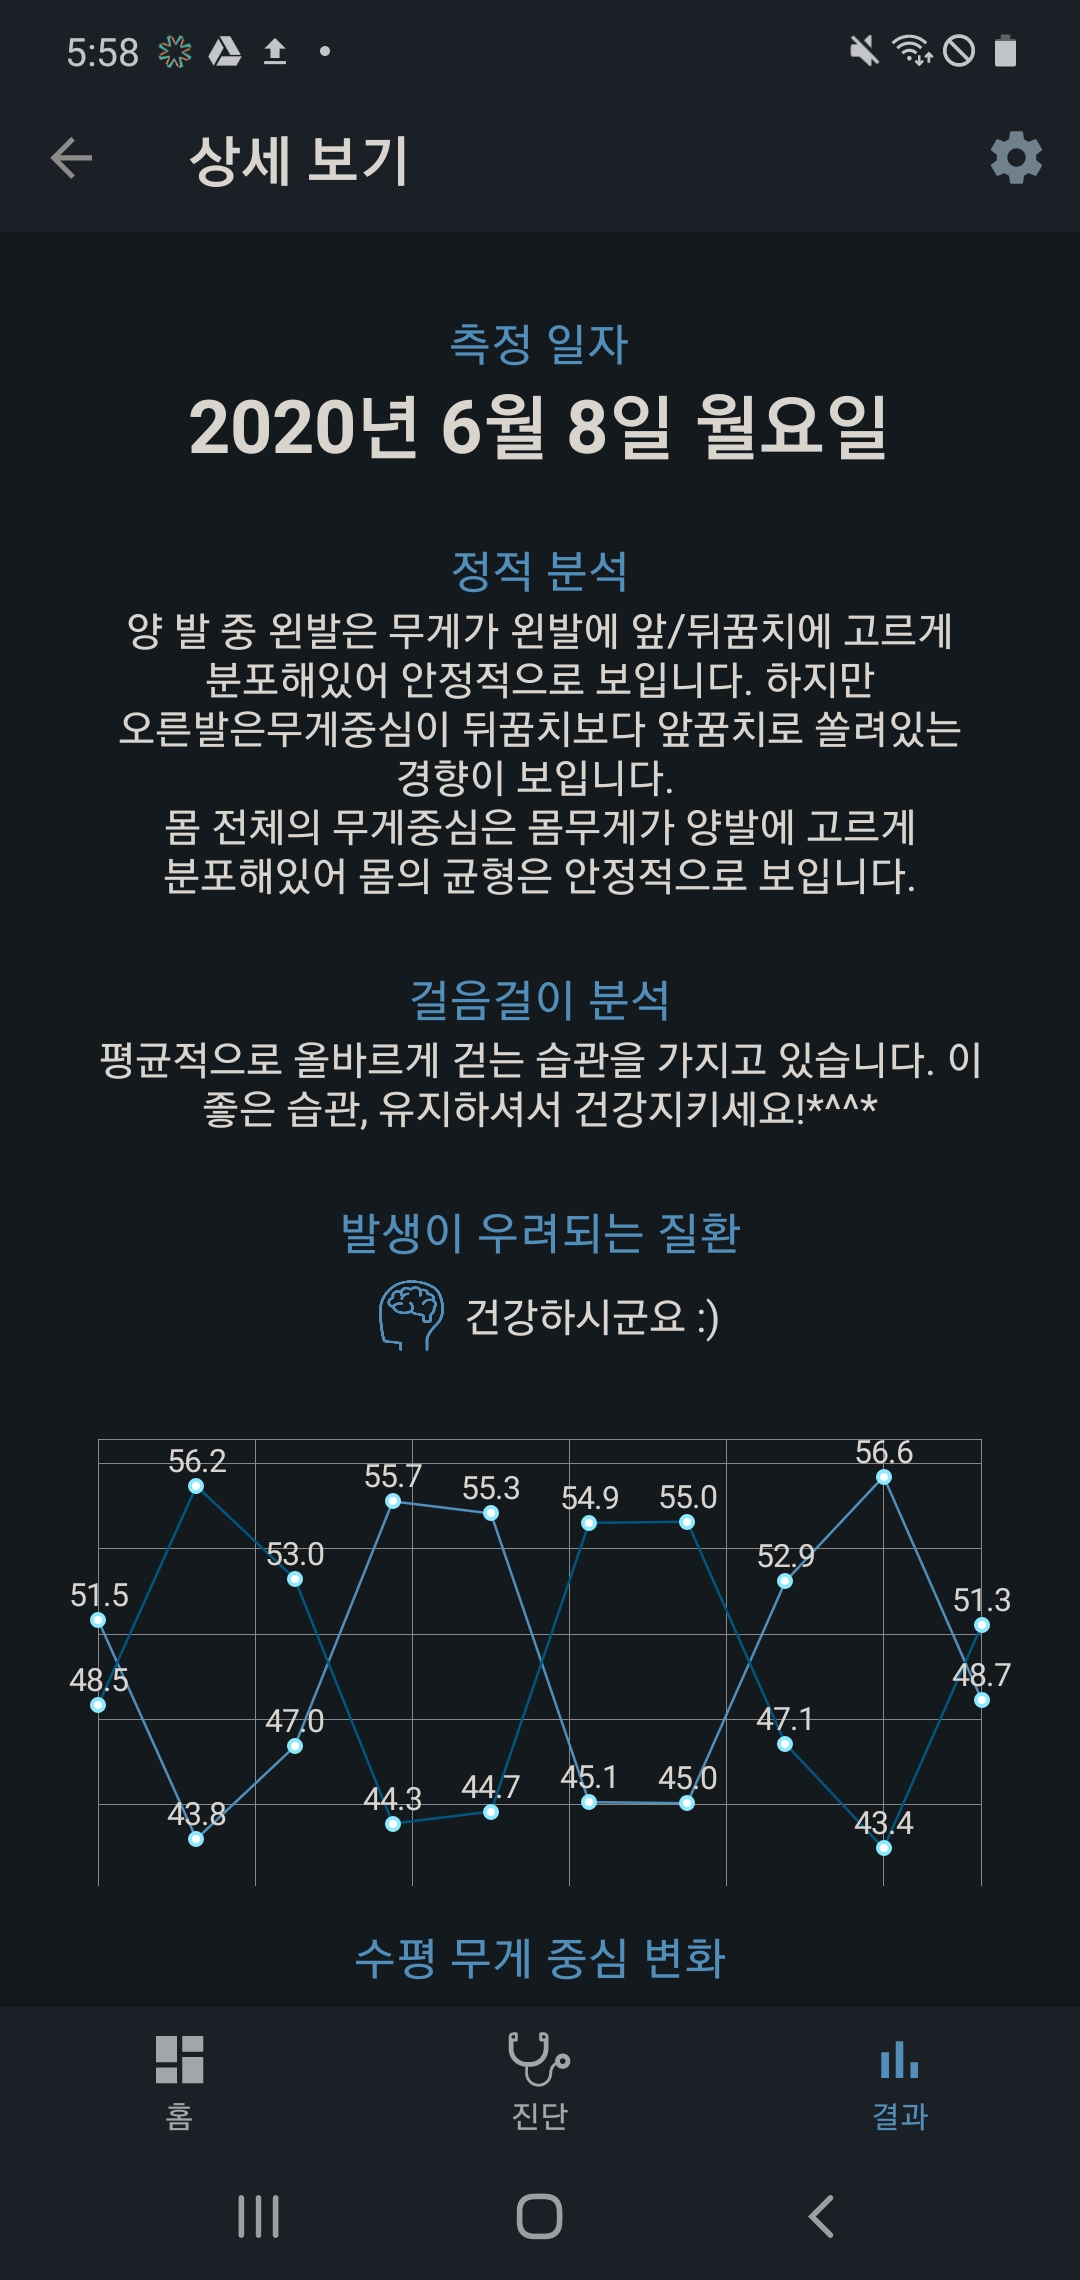 5:58
상세 보기
측정 일자
2020년 6월 8일 월요일
정적 분석
양 발 중 왼발은 무게가 왼발에 앞/뒤꿈치에 고르게
분포해있어 안정적으로 보입니다. 하지만
오른발은무게중심이 뒤꿈치보다 앞꿈치로 쏠려있는
경향이 보입니다.
몸 전체의 무게중심은 몸무게가 양발에 고르게
분포해있어 몸의 균형은 안정적으로 보입니다.
걸음걸이 분석
평균적으로 올바르게 걷는 습관을 가지고 있습니다. 이
좋은 습관, 유지하셔서 건강지키세요!*^^*
발생이 우려되는 질환
건강하시군요 :)
56.2 55.7 55.3 54.9 55.0 56.6
53.0 52.9
51.5 51.3
48.5 48.7
47.0 47.1
43.8 44.3 44.7 45.1 45.0 43.4
수평 무게 중심 변화
홈 진단 결과